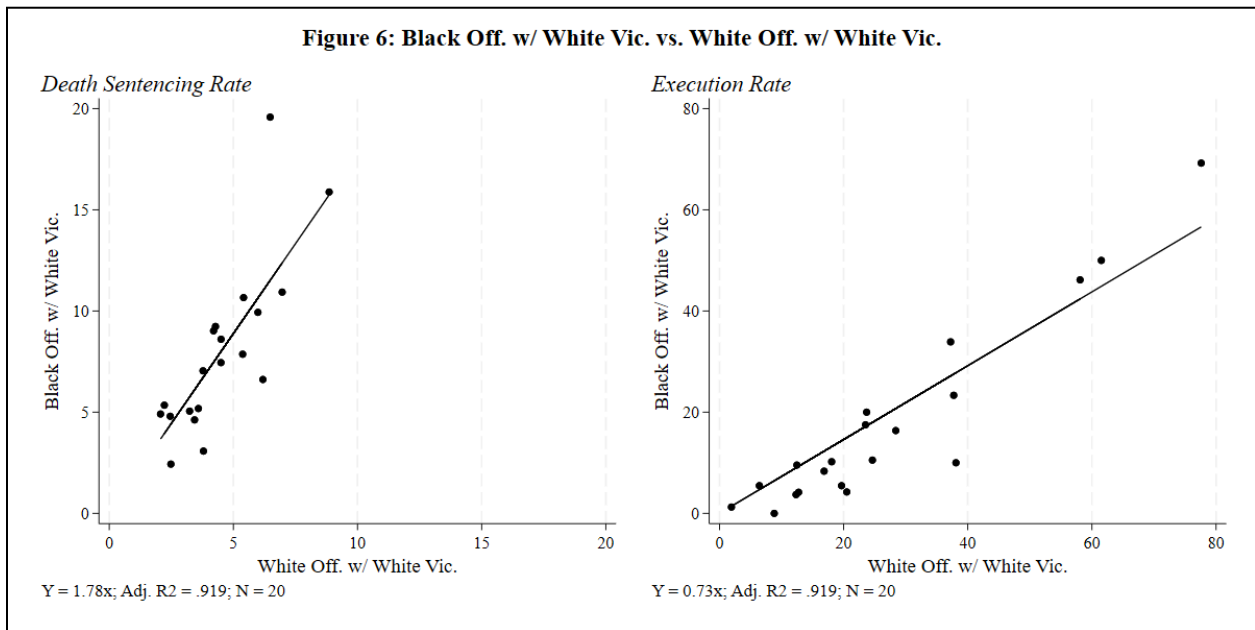 Figure 6: Black Off. w/ White Vic. vs. White Off. w/ White Vic.
Death Sentencing Rate
Black Off. w/ White Vic.
20
15
10
5
0
0 5 10 15 20
White Off. w/ White Vic.
Y = 1.78x; Adj. R2 = .919; N = 20
Execution Rate
Black Off. w/ White Vic.
80
60
40
20
0
0 20 40 60 80
White Off. w/ White Vic.
Y = 0.73x; Adj. R2 = .919; N = 20